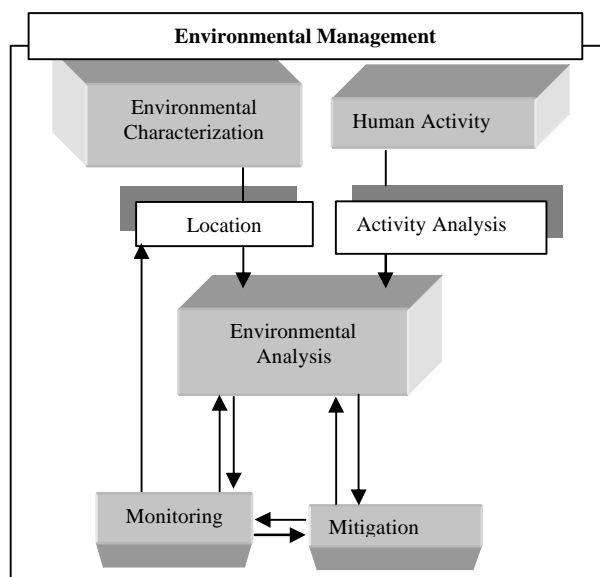 Environmental Management
Environmental
Characterization
Human Activity
Location
Activity Analysis
Environmental
Analysis
Monitoring
Mitigation